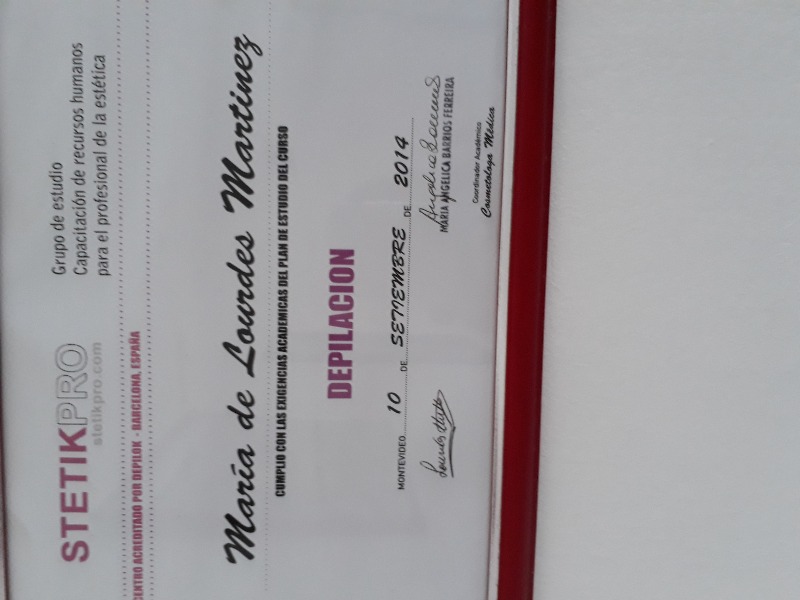 STETIKPRO
stetikpro.com
Grupo de estudio
Capacitación de recursos humanos
para el profesional de la estética
CENTRO ACREDITADO POR DEPILOK - BARCELONA, ESPAÑA
María de Lourdes Martinez
CUMPLIO CON LAS EXIGENCIAS ACADEMICAS DEL PLAN DE ESTUDIO DEL CURSO
DEPILACION
MONTEVIDEO 10 DE SETIEMBRE DE 2014
MARIA ANGELICA BARRIOS FERREIRA
Coordinador Académico
Cosmetologa Médica